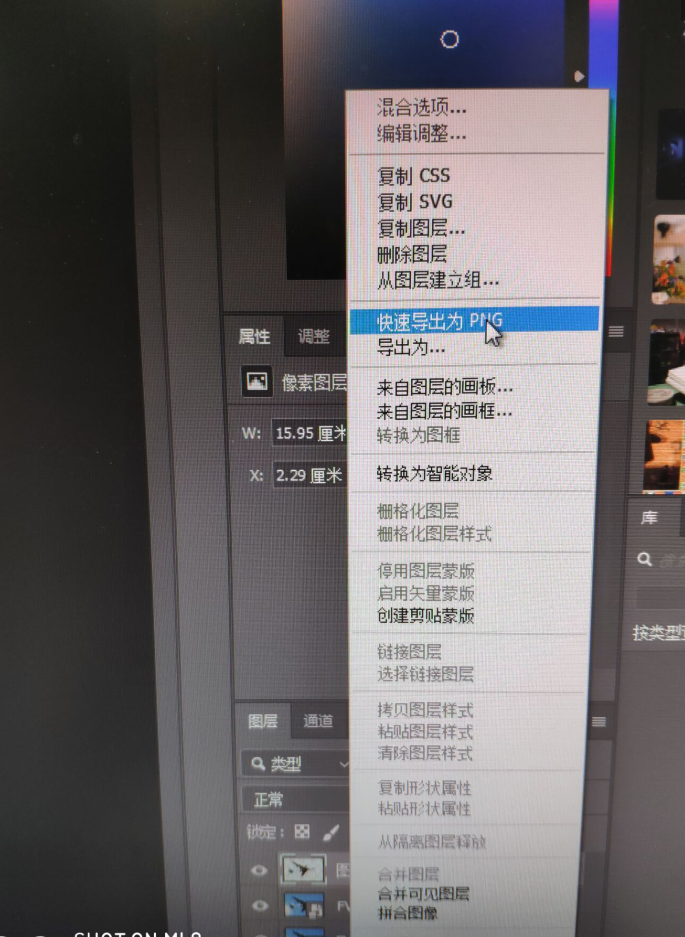 混合选项...
编辑调整...
复制 CSS
复制 SVG
复制图层...
删除图层
从图层建立组...
快速导出为 PNG
导出为...
来自图层的画板...
来自图层的画框...
转换为图框
转换为智能对象
栅格化图层
栅格化图层样式
停用图层蒙版
启用矢量蒙版
创建剪贴蒙版
链接图层
选择链接图层
拷贝图层样式
粘贴图层样式
清除图层样式
复制形状属性
粘贴形状属性
从隔离图层释放
合并图层
合并可见图层
拼合图像
属性 调整
像素图层
W: 15.95 厘米
X: 2.29 厘米
图层 通道
类型
正常
锁定:
库
按类型